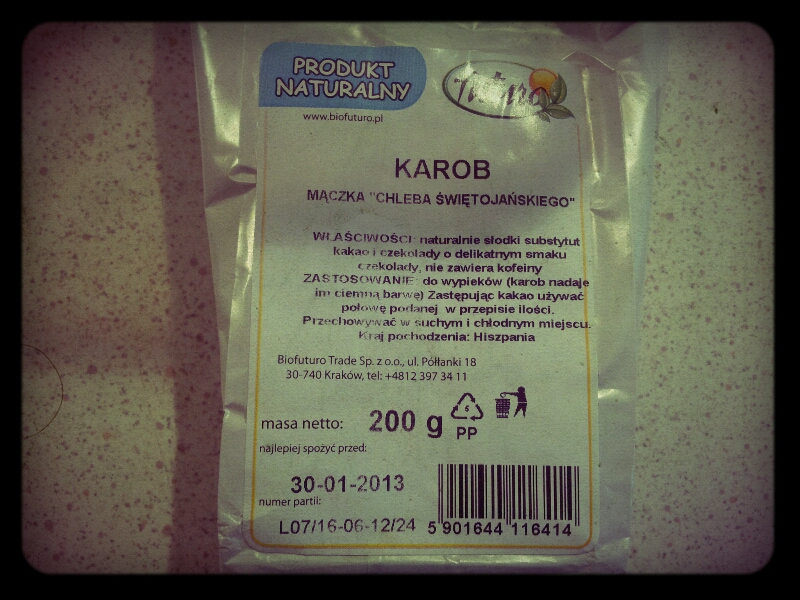 PRODUKT
NATURALNY
www.biofuturo.pl
KAROB
MĄCZKA "CHLEBA ŚWIĘTOJAŃSKIEGO"
WŁAŚCIWOŚCI: naturalnie słodki substytut
kakao i czekolady o delikatnym smaku
czekolady, nie zawiera kofeiny
ZASTOSOWANIE: do wypieków (karob nadaje
im ciemną barwę) Zastępując kakao używać
połowę podanej w przepisie ilości.
Przechowywać w suchym i chłodnym miejscu.
Kraj pochodzenia: Hiszpania
Biofuturo Trade Sp. z o.o., ul. Półłanki 18
30-740 Kraków, tel: +4812 397 34 11
masa netto: 200 g
5
PP
najlepiej spożyć przed:
30-01-2013
numer partii:
L07/16-06-12/24
5 901644 116414